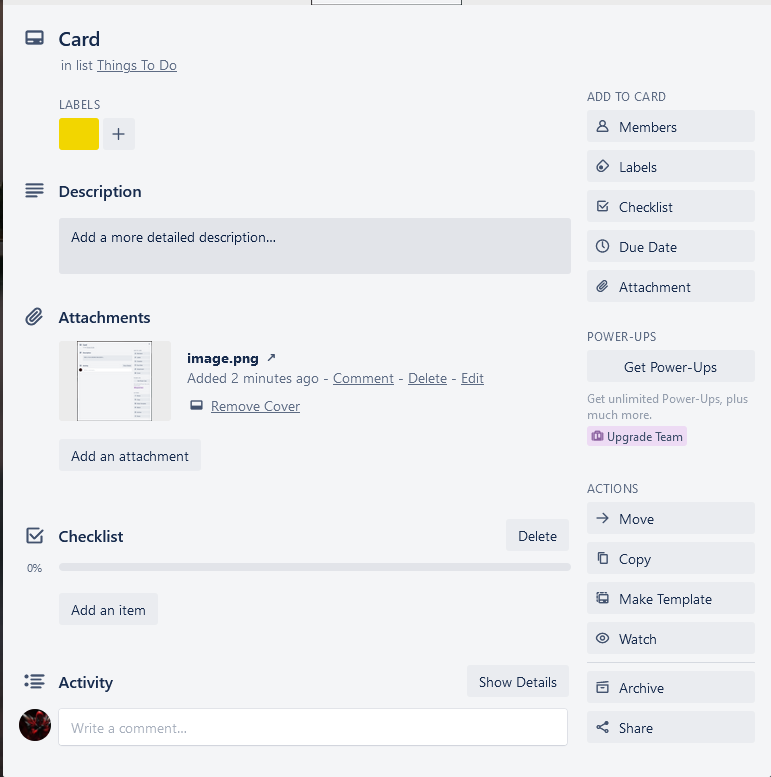 Card
in list Things To Do
LABELS
+
Description
Add a more detailed description...
Attachments
image.png ↗
Added 2 minutes ago - Comment - Delete - Edit
Remove Cover
Add an attachment
Checklist
Delete
0%
Add an item
Activity
Show Details
Write a comment...
ADD TO CARD
Members
Labels
Checklist
Due Date
Attachment
POWER-UPS
Get Power-Ups
Get unlimited Power-Ups, plus
much more.
Upgrade Team
ACTIONS
Move
Copy
Make Template
Watch
Archive
Share